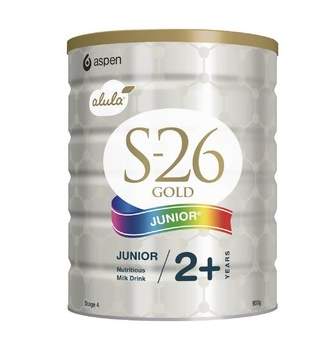 aspen
alula
S-26
GOLD
JUNIOR®
JUNIOR / 2+ YEARS
Nutritious
Milk Drink
Stage 4
900g